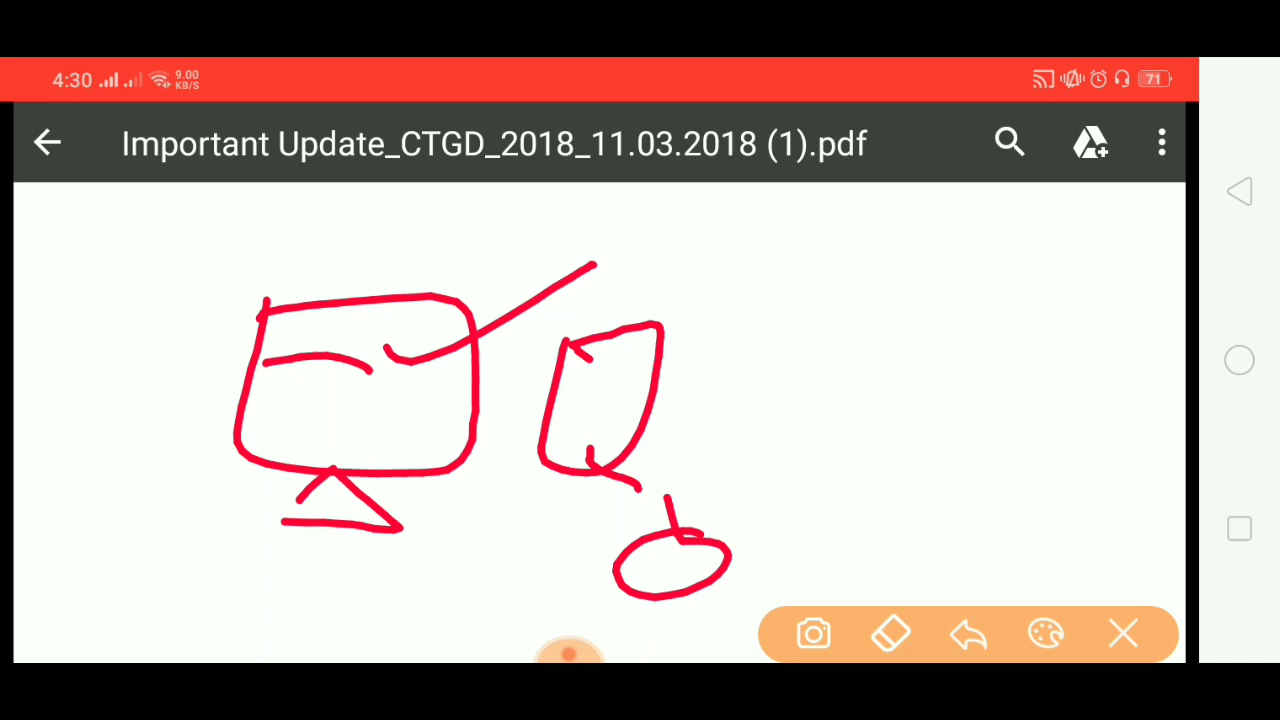 4:30 9.00 KB/S 71
Important Update_CTGD_2018_11.03.2018 (1).pdf